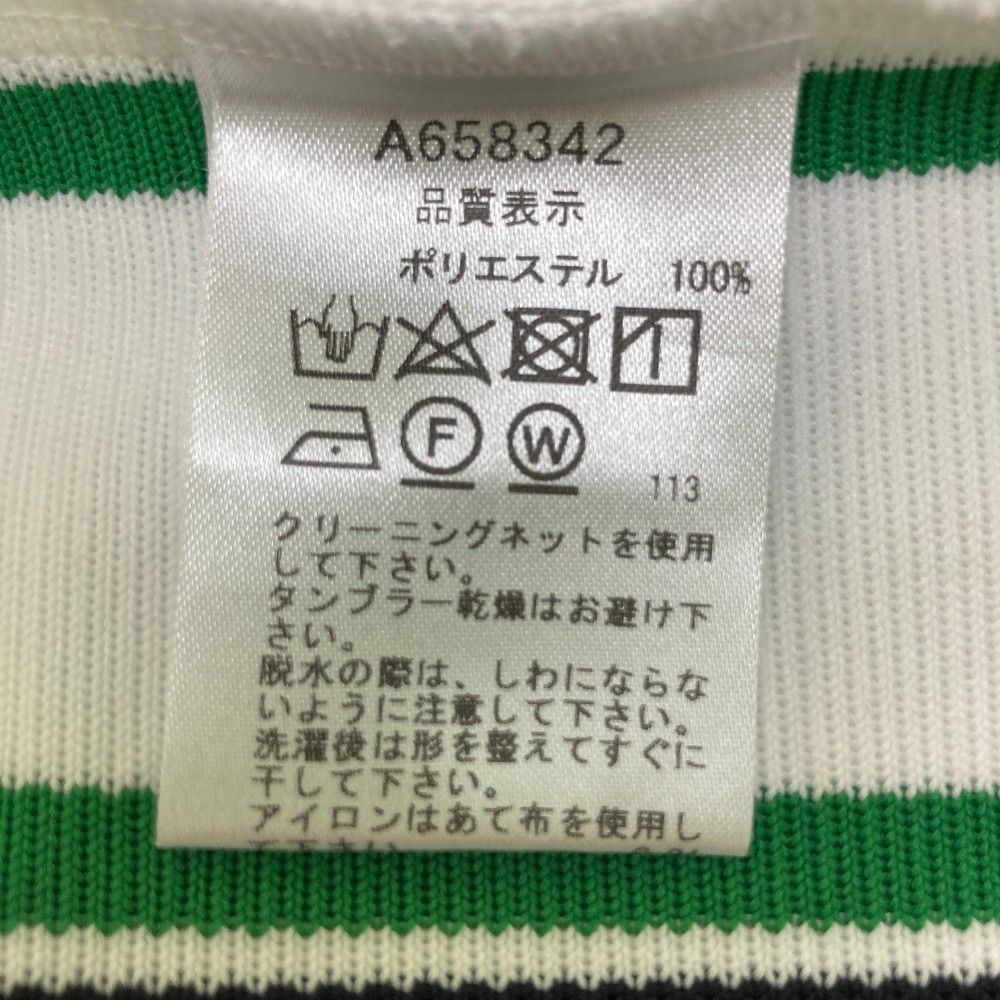 A658342
品質表示
ポリエステル 100%
F W 113
クリーニングネットを使用
して下さい。
タンブラー乾燥はお避け下
さい。
脱水の際は、しわにならな
いように注意して下さい。
洗濯後は形を整えてすぐに
干して下さい。
アイロンはあて布を使用し
て下さい